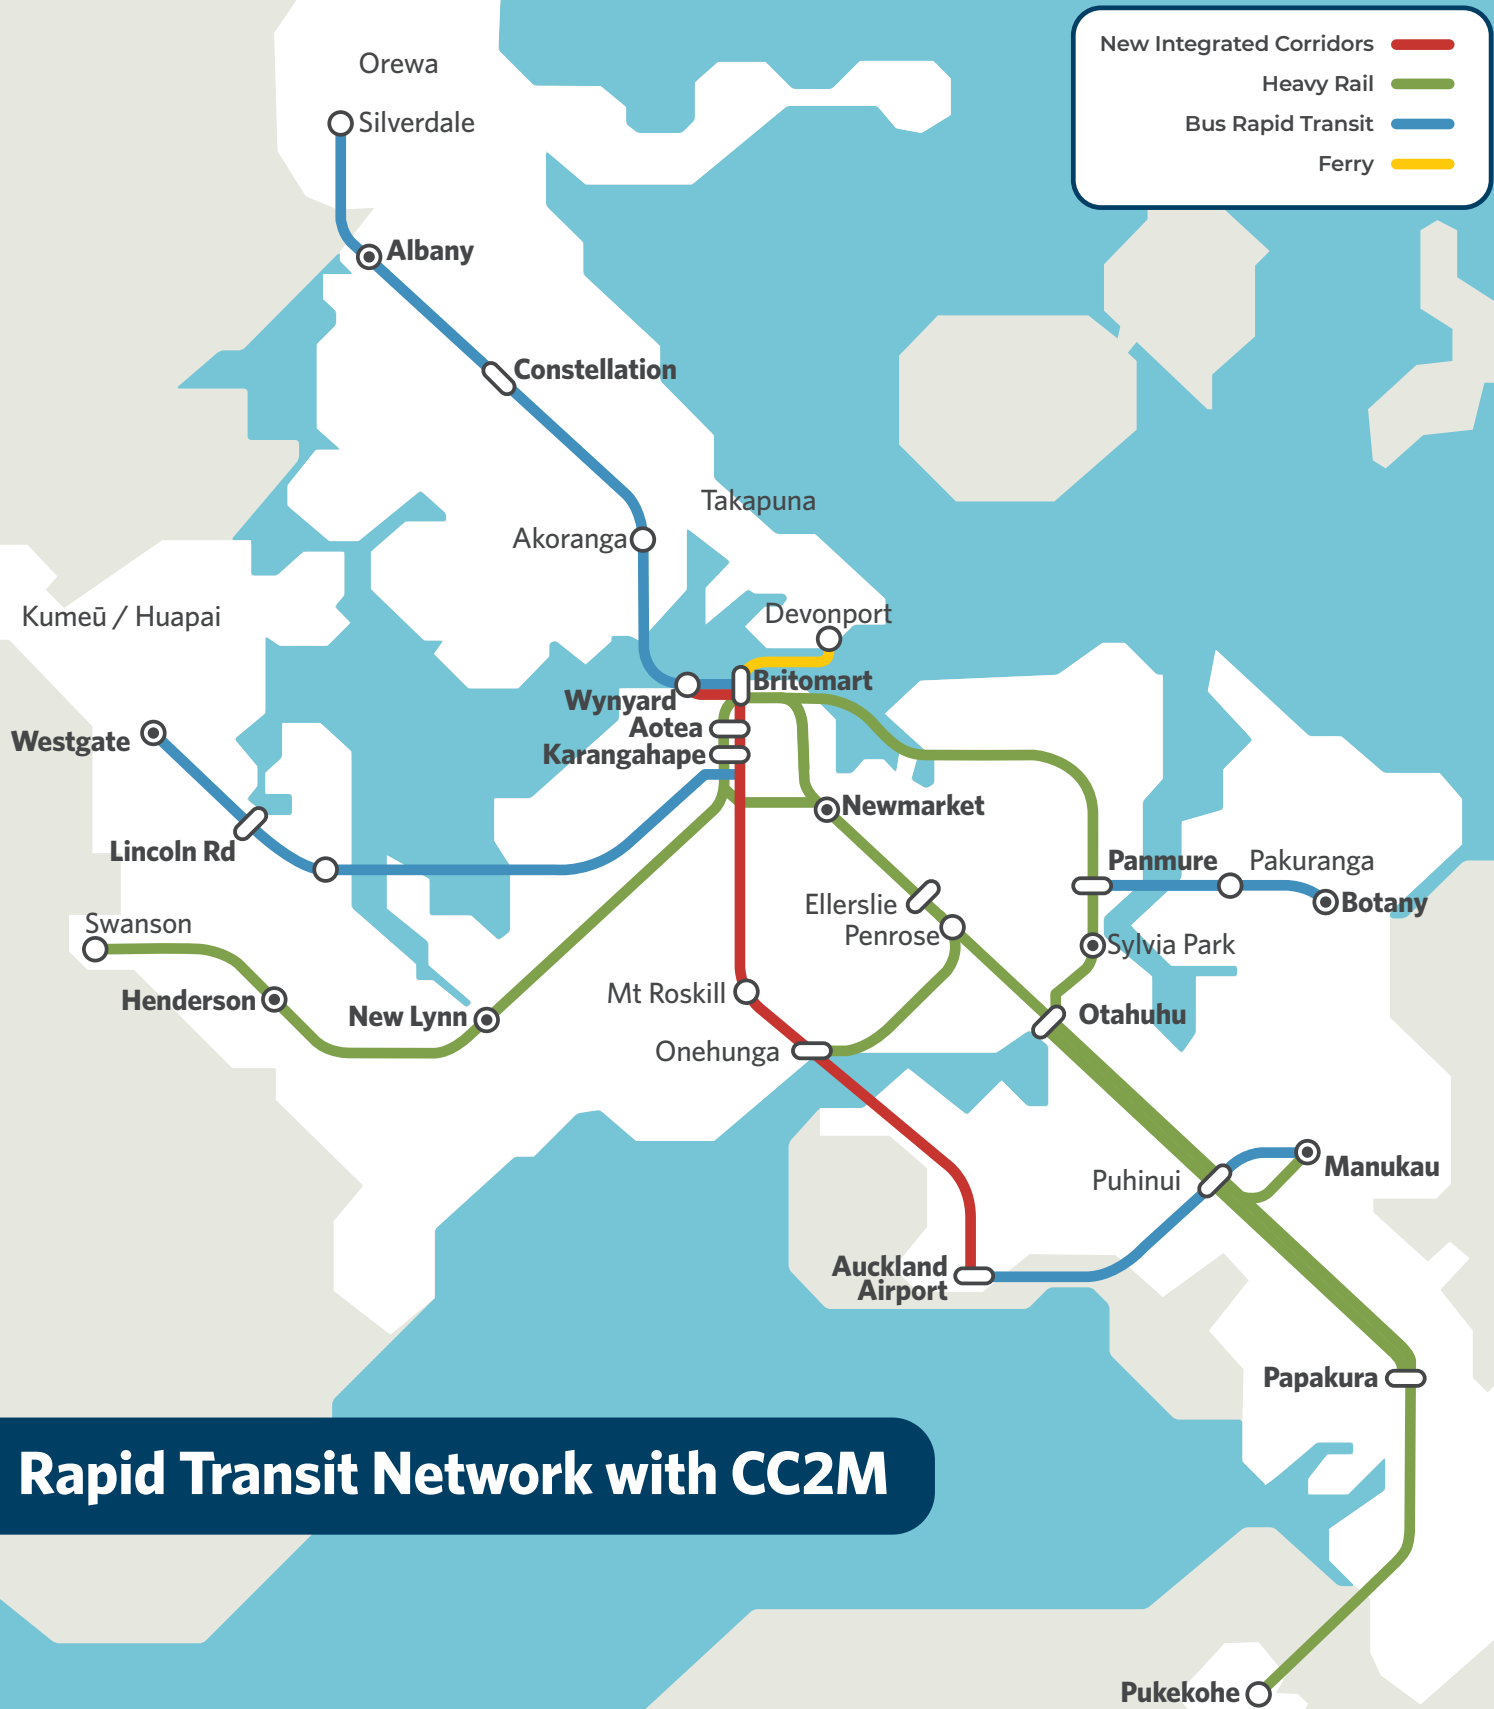 New Integrated Corridors
Heavy Rail
Bus Rapid Transit
Ferry
Orewa
Silverdale
Albany
Constellation
Takapuna
Akoranga
Devonport
Kumeū / Huapai
Britomart
Wynyard
Aotea
Karangahape
Westgate
Newmarket
Lincoln Rd
Panmure
Pakuranga
Botany
Ellerslie
Penrose
Swanson
Sylvia Park
Henderson
New Lynn
Mt Roskill
Otahuhu
Onehunga
Puhinui
Manukau
Auckland
Airport
Papakura
Rapid Transit Network with CC2M
Pukekohe